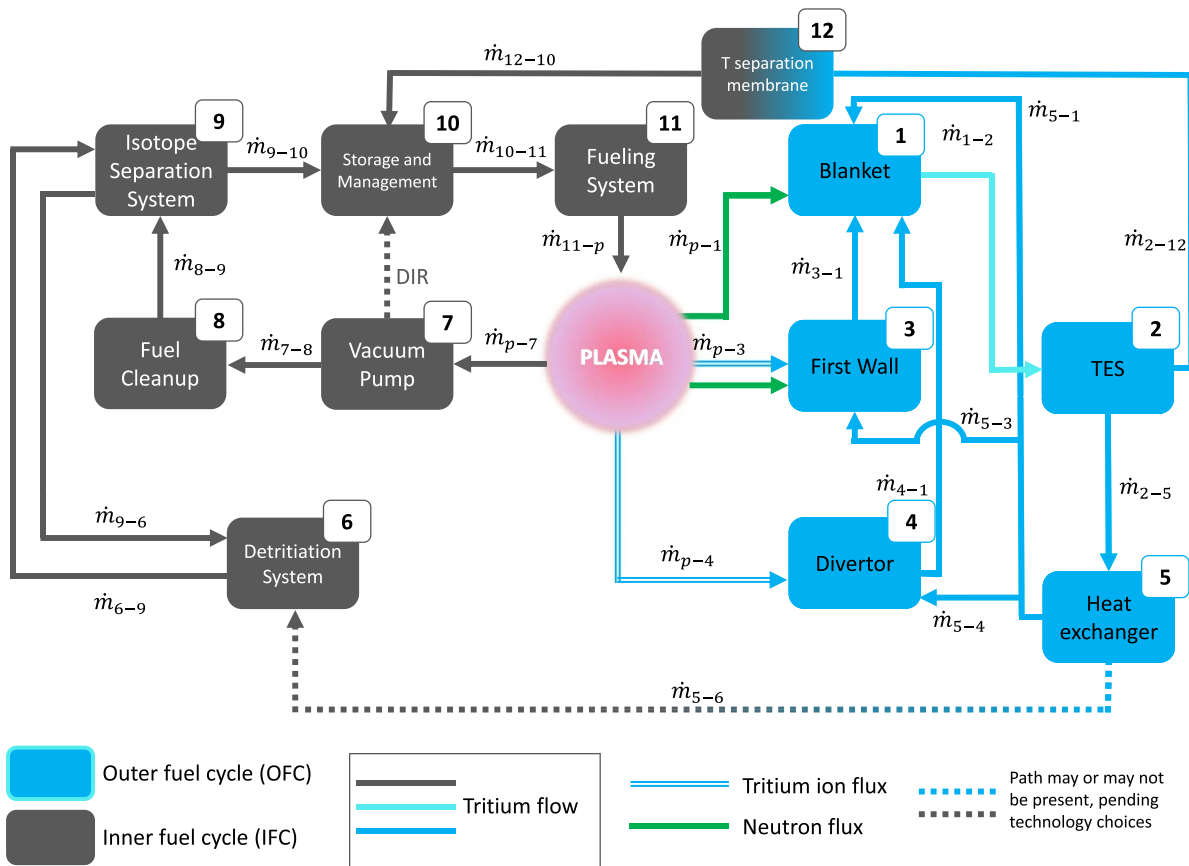 12
T separation
membrane
ṁ12−10
9
Isotope
Separation
System
ṁ9−10
10
Storage and
Management
ṁ10−11
11
Fueling
System
ṁ5−1
1
Blanket
ṁ1−2
ṁ11−p
ṁp−1
ṁ2−12
ṁ8−9
DIR
ṁ3−1
8
Fuel
Cleanup
ṁ7−8
7
Vacuum
Pump
ṁp−7
PLASMA
ṁp−3
3
First Wall
2
TES
ṁ5−3
ṁ9−6
6
Detritiation
System
ṁ6−9
ṁp−4
ṁ4−1
4
Divertor
ṁ2−5
ṁ5−4
5
Heat
exchanger
ṁ5−6
Outer fuel cycle (OFC)
Inner fuel cycle (IFC)
Tritium flow
Tritium ion flux
Neutron flux
Path may or may not
be present, pending
technology choices